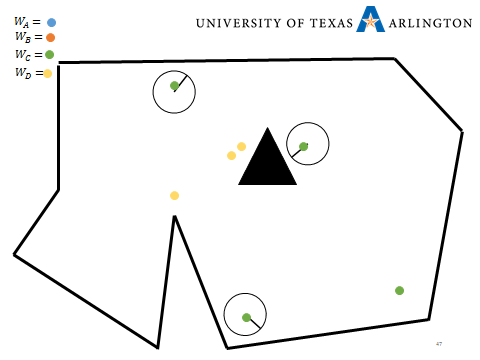 UNIVERSITY OF TEXAS A ARLINGTON
W_A =
W_B =
W_C =
W_D =
47